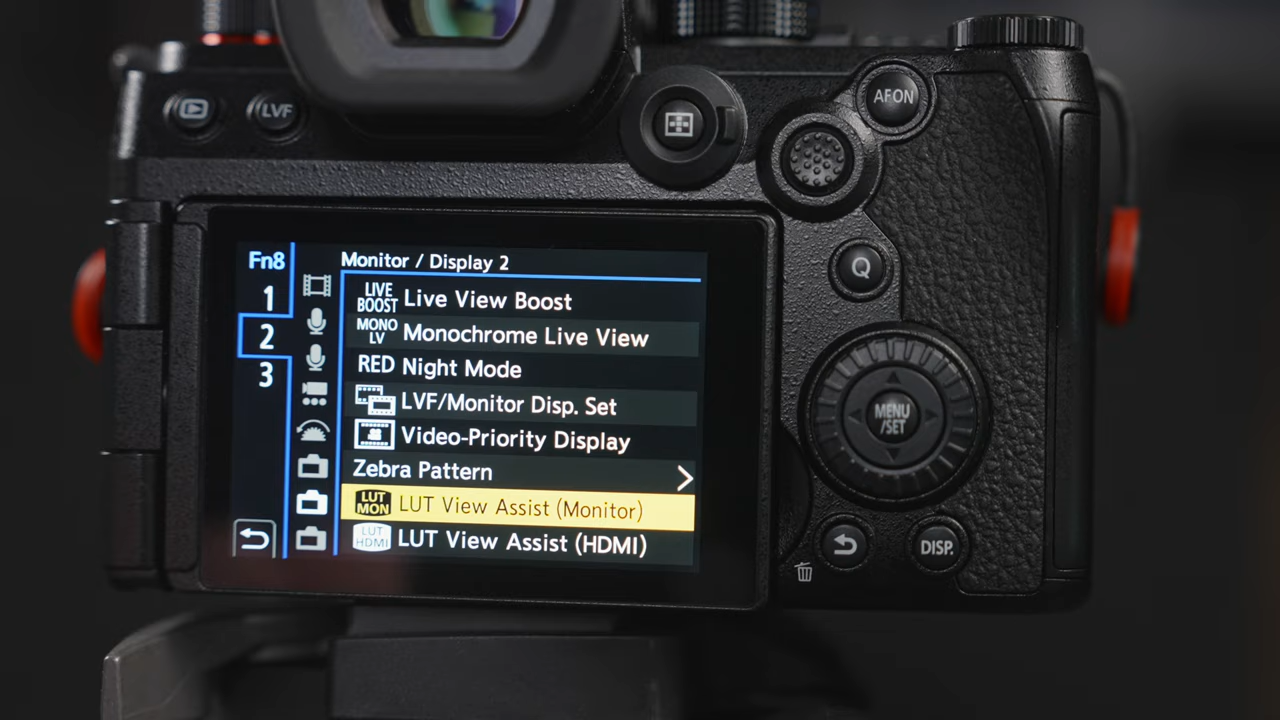 LVF
AF ON
Q
MENU
/SET
DISP.
Fn8
1
2
3
Monitor / Display 2
LIVE BOOST Live View Boost
MONO LV Monochrome Live View
RED Night Mode
LVF/Monitor Disp. Set
Video-Priority Display
Zebra Pattern
LUT MON LUT View Assist (Monitor)
LUT HDMI LUT View Assist (HDMI)